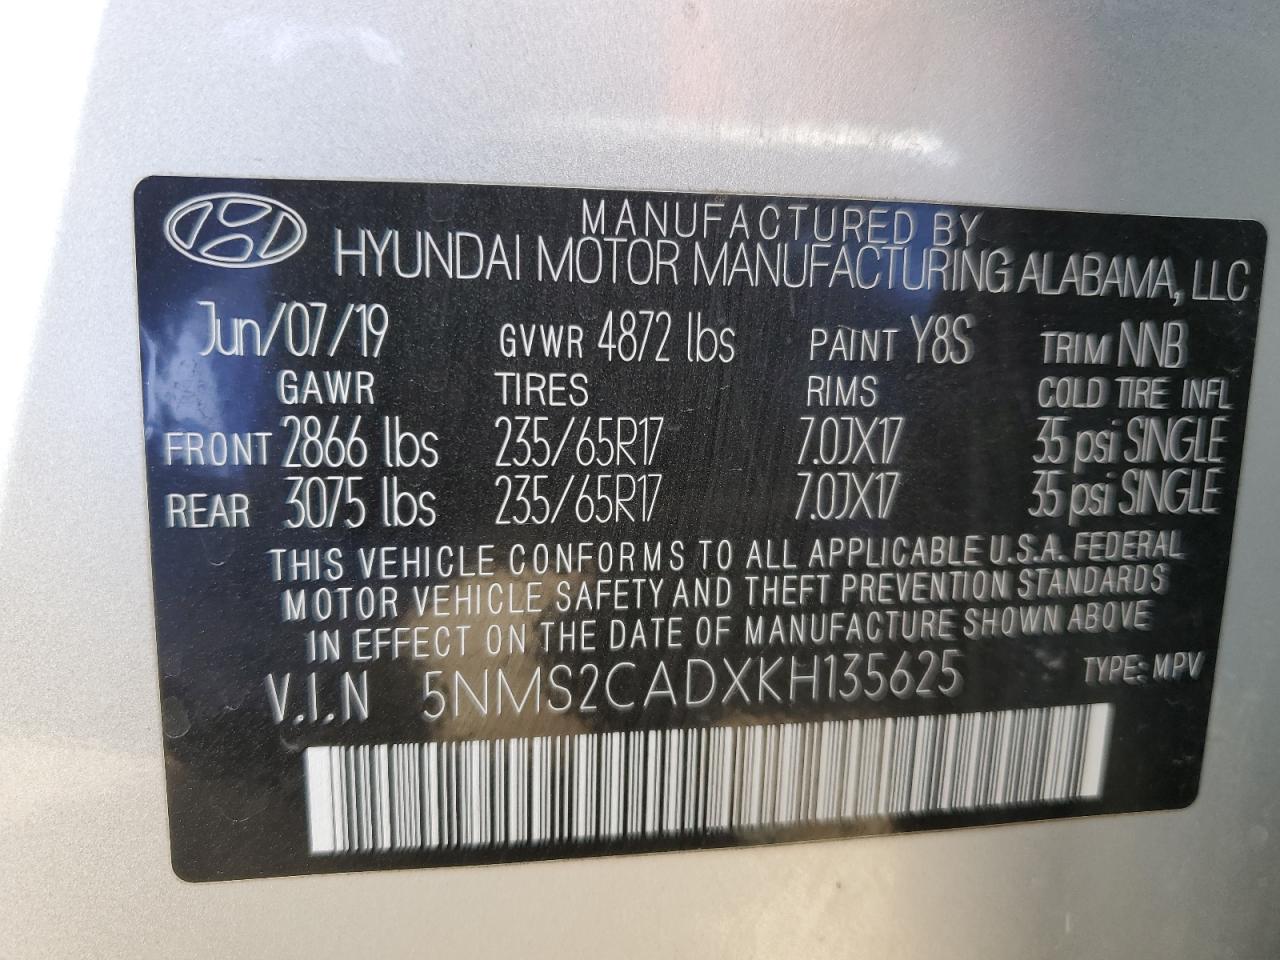 MANUFACTURED BY
HYUNDAI MOTOR MANUFACTURING ALABAMA, LLC
Jun/07/19 GVWR 4872 lbs PAINT Y8S TRIM NNB
GAWR TIRES RIMS COLD TIRE INFL
FRONT 2866 lbs 235/65R17 7.0JX17 35 psi SINGLE
REAR 3075 lbs 235/65R17 7.0JX17 35 psi SINGLE
THIS VEHICLE CONFORMS TO ALL APPLICABLE U.S.A. FEDERAL
MOTOR VEHICLE SAFETY AND THEFT PREVENTION STANDARDS
IN EFFECT ON THE DATE OF MANUFACTURE SHOWN ABOVE
V.I.N 5NMS2CADXKH135625 TYPE: MPV